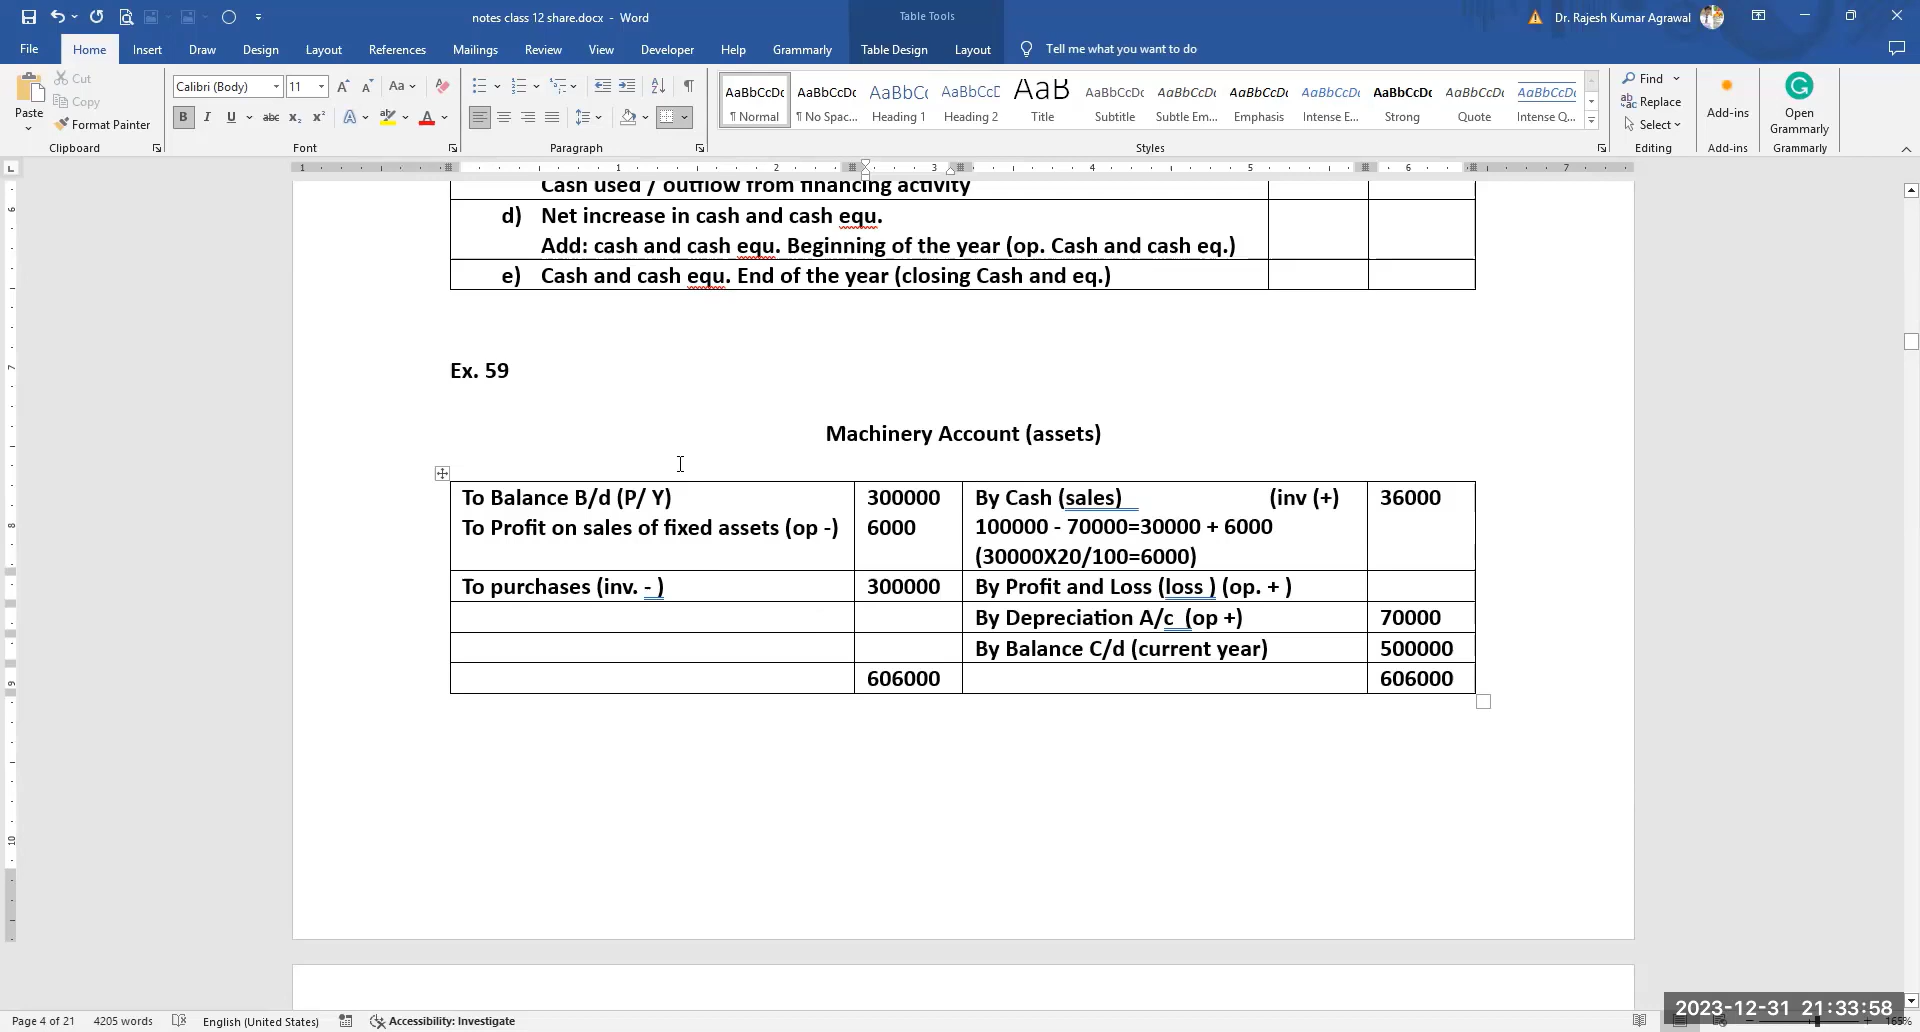 notes class 12 share.docx - Word
Table Tools
Dr. Rajesh Kumar Agrawal
File Home Insert Draw Design Layout References Mailings Review View Developer Help Grammarly Table Design Layout Tell me what you want to do
Paste
Cut
Copy
Format Painter
Calibri (Body) 11
AaBbCcDc AaBbCcDc AaBbC AaBbCcD AaB AaBbCcDc AaBbCcDc AaBbCcDc AaBbCcDc AaBbCcDc AaBbCcDc AaBbCcDc
¶ Normal ¶ No Spac... Heading 1 Heading 2 Title Subtitle Subtle Em... Emphasis Intense E... Strong Quote Intense Q...
Find
Replace
Select
Add-ins
Open Grammarly
Clipboard Font Paragraph Styles Editing Add-ins Grammarly
Cash used / outflow from financing activity
d) Net increase in cash and cash equ.
Add: cash and cash equ. Beginning of the year (op. Cash and cash eq.)
e) Cash and cash equ. End of the year (closing Cash and eq.)
Ex. 59
Machinery Account (assets)
To Balance B/d (P/ Y) 300000 By Cash (sales) (inv (+) 36000
To Profit on sales of fixed assets (op -) 6000 100000 - 70000=30000 + 6000
(30000X20/100=6000)
To purchases (inv. - ) 300000 By Profit and Loss (loss ) (op. + )
By Depreciation A/c (op +) 70000
By Balance C/d (current year) 500000
606000 606000
Page 4 of 21 4205 words English (United States) Accessibility: Investigate
2023-12-31 21:33:58
165%